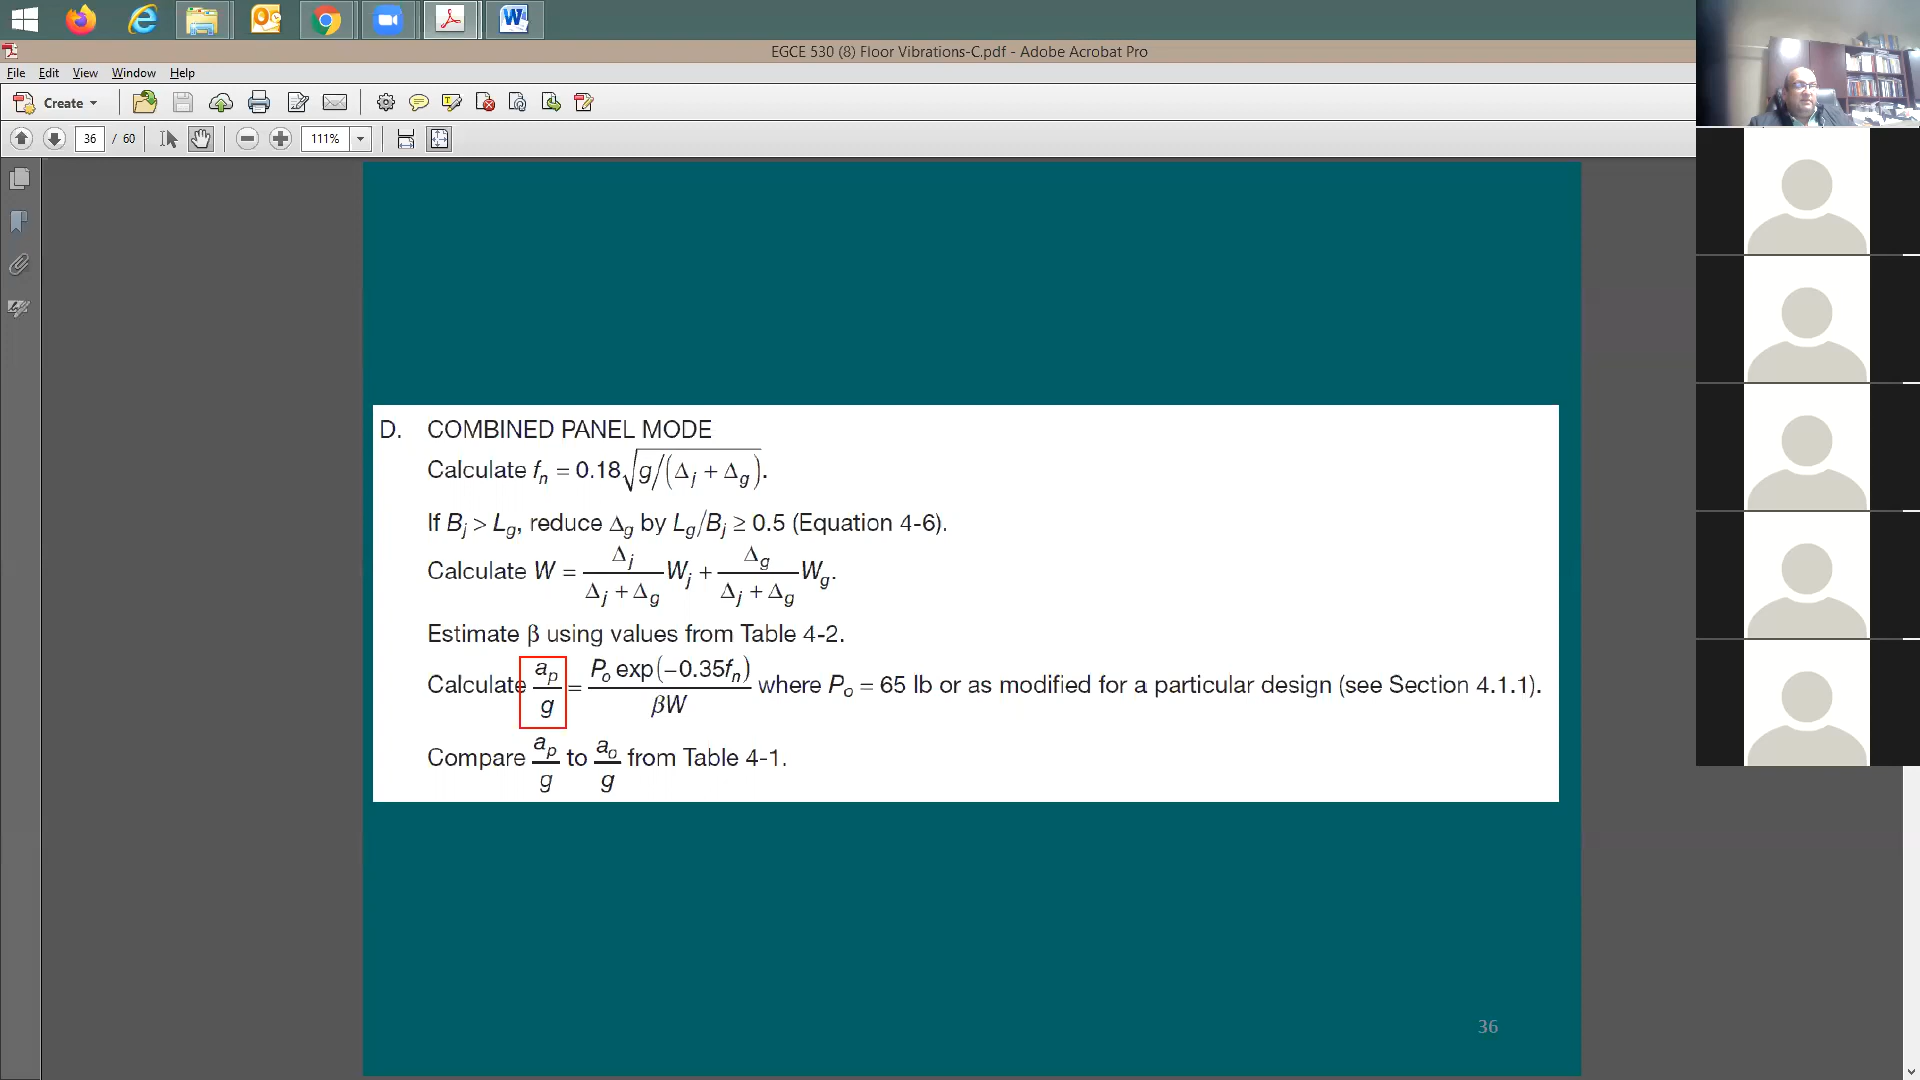 EGCE 530 (8) Floor Vibrations-C.pdf - Adobe Acrobat Pro
File Edit View Window Help
Create
36 / 60 111%
D. COMBINED PANEL MODE
Calculate fₙ = 0.18√(g/(Δⱼ + Δg)).
If Bⱼ > Lg, reduce Δg by Lg/Bⱼ ≥ 0.5 (Equation 4-6).
Calculate W = Δⱼ/(Δⱼ + Δg) Wⱼ + Δg/(Δⱼ + Δg) Wg.
Estimate β using values from Table 4-2.
Calculate aₚ/g = Pₒ exp(−0.35fₙ)/βW where Pₒ = 65 lb or as modified for a particular design (see Section 4.1.1).
Compare aₚ/g to aₒ/g from Table 4-1.
36